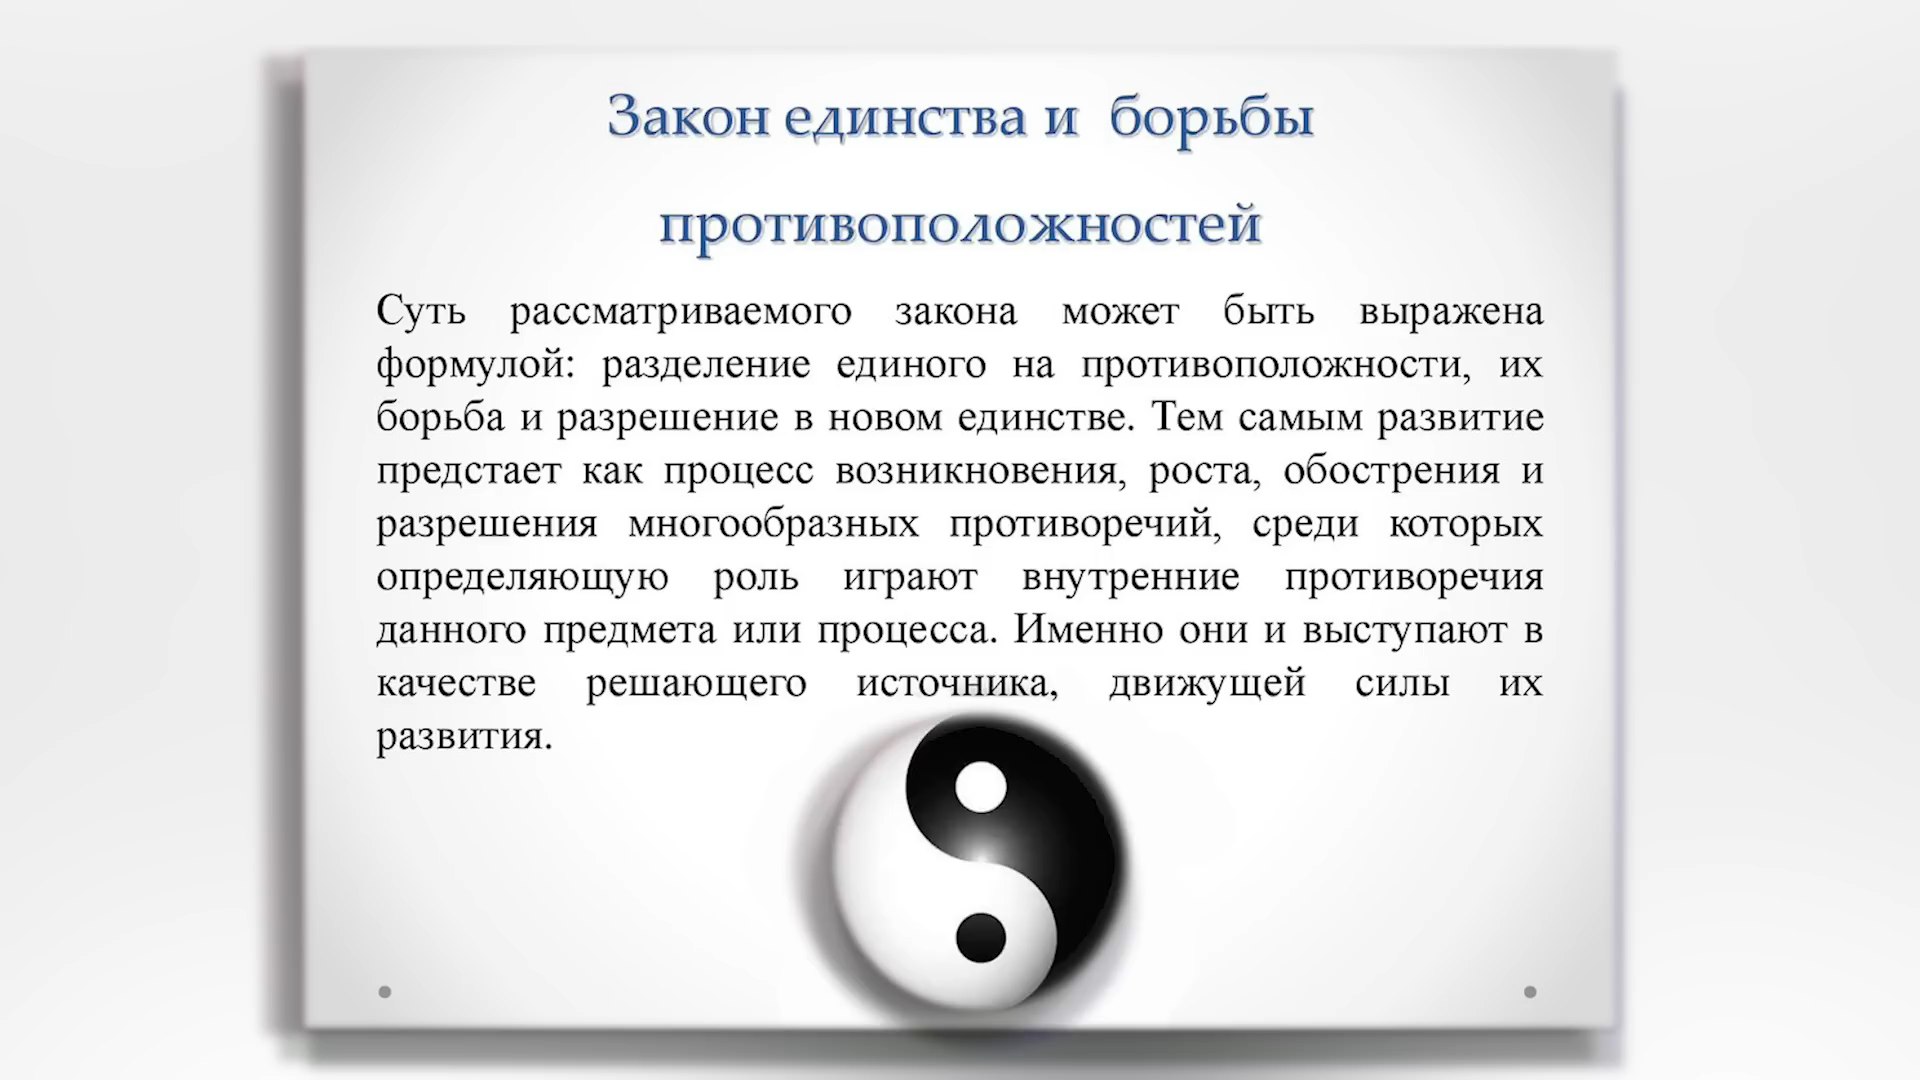 Закон единства и борьбы
противоположностей
Суть рассматриваемого закона может быть выражена
формулой: разделение единого на противоположности, их
борьба и разрешение в новом единстве. Тем самым развитие
предстает как процесс возникновения, роста, обострения и
разрешения многообразных противоречий, среди которых
определяющую роль играют внутренние противоречия
данного предмета или процесса. Именно они и выступают в
качестве решающего источника, движущей силы их
развития.